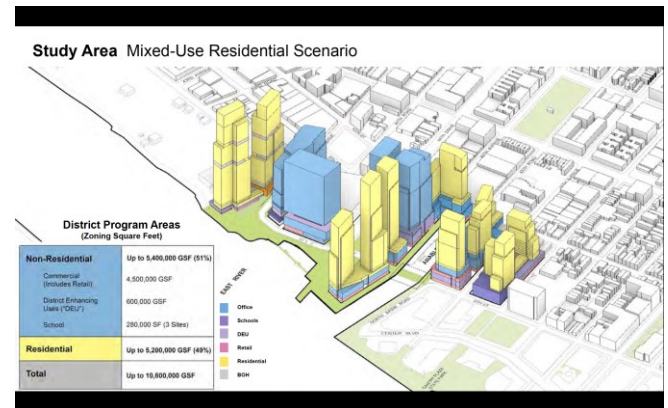 Study Area Mixed-Use Residential Scenario
District Program Areas
(Zoning Square Feet)
Non-Residential Up to 5,400,000 GSF (51%)
Commercial (Includes Retail) 4,500,000 GSF
District Enhancing Uses ("DEU") 600,000 GSF
School 280,000 SF (3 Sites)
Residential Up to 5,200,000 GSF (49%)
Total Up to 10,600,000 GSF
EAST RIVER
Office
Schools
DEU
Retail
Residential
BGH
CENTER BLVD